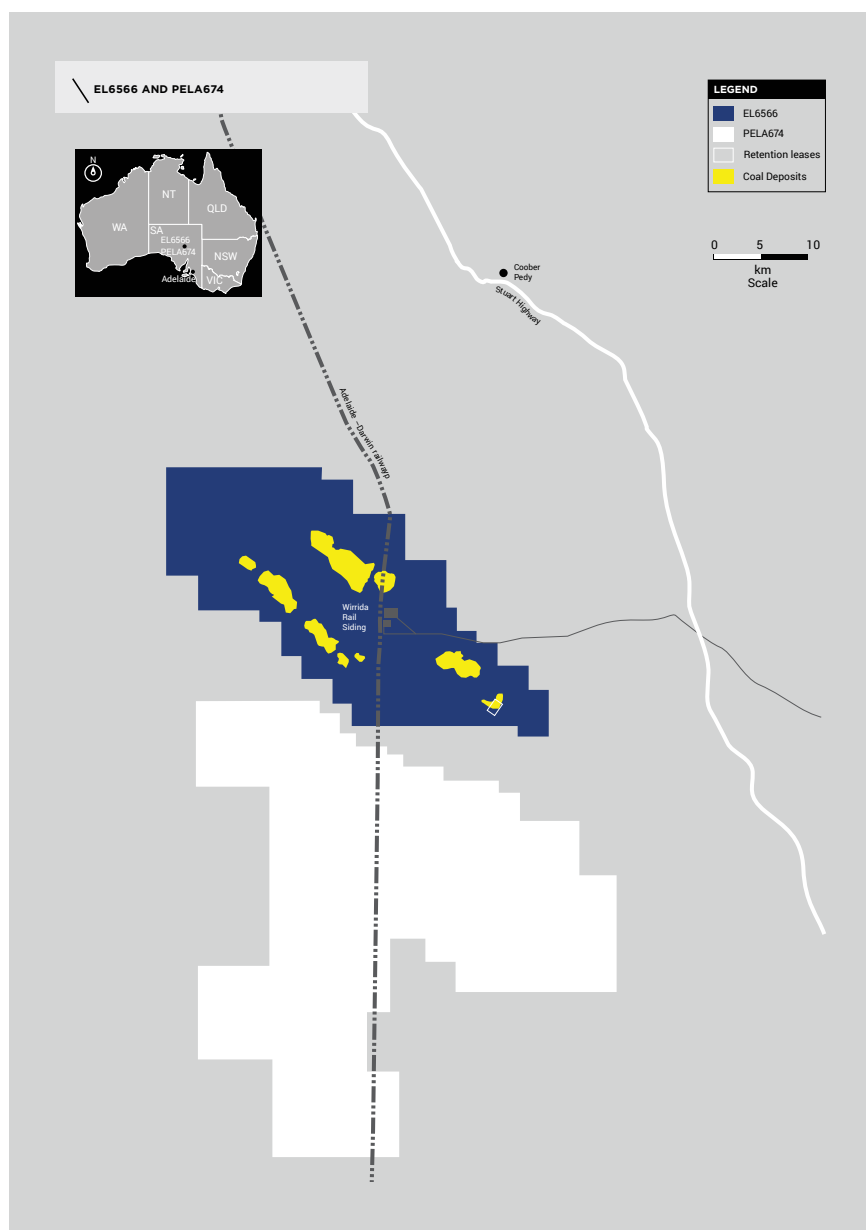 EL6566 AND PELA674
LEGEND
EL6566
PELA674
Retention leases
Coal Deposits
0 5 10
km
Scale
N
NT
QLD
WA
SA
EL6566
PELA674
NSW
Adelaide
VIC
Coober
Pedy
Stuart Highway
Adelaide –Darwin railwayp
Wirrida
Rail
Siding